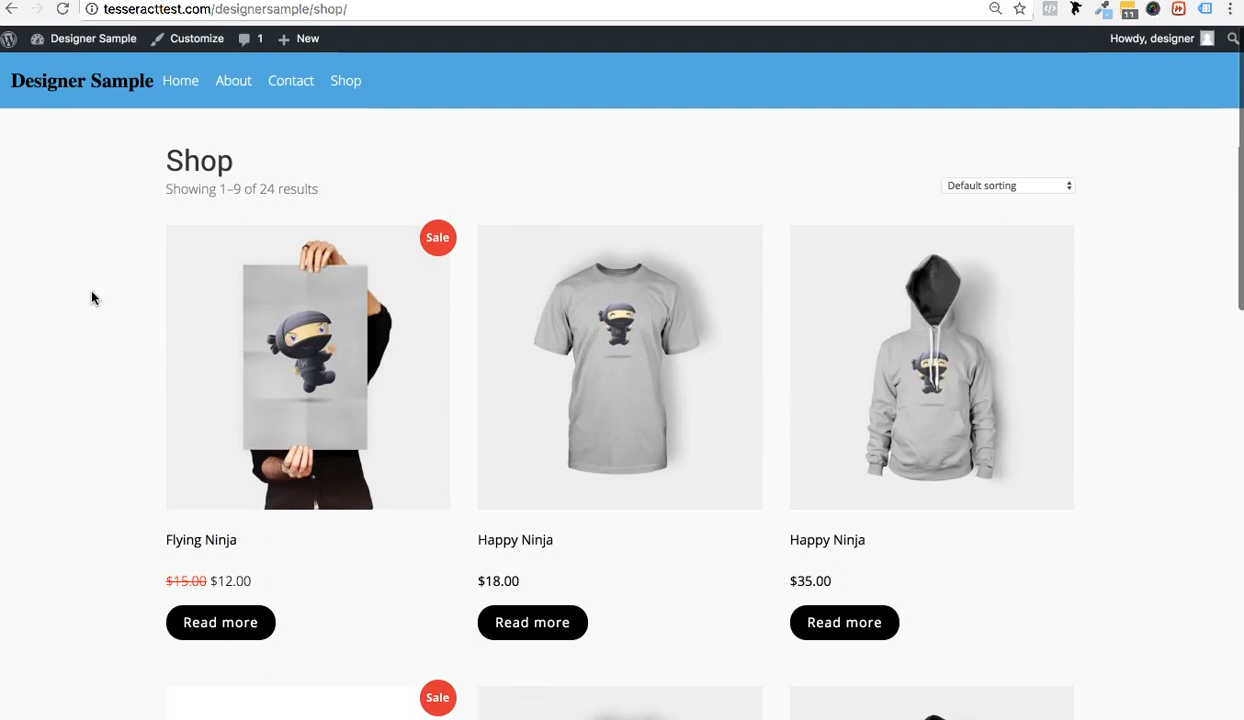 tesseracttest.com/designersample/shop/
11
Designer Sample Customize 1 New Howdy, designer
Designer Sample Home About Contact Shop
Shop
Showing 1–9 of 24 results
Default sorting
Sale
Flying Ninja Happy Ninja Happy Ninja
$15.00 $12.00 $18.00 $35.00
Read more Read more Read more
Sale